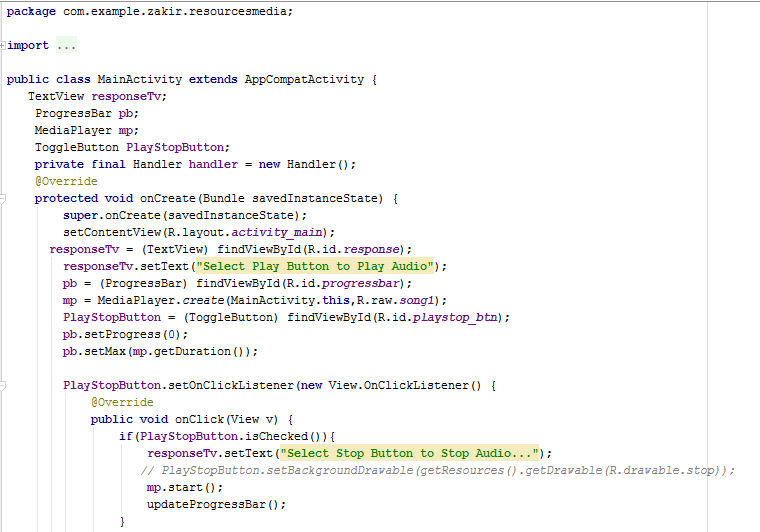 package com.example.zakir.resourcesmedia;
import ...
public class MainActivity extends AppCompatActivity {
TextView responseTv;
ProgressBar pb;
MediaPlayer mp;
ToggleButton PlayStopButton;
private final Handler handler = new Handler();
@Override
protected void onCreate(Bundle savedInstanceState) {
super.onCreate(savedInstanceState);
setContentView(R.layout.activity_main);
responseTv = (TextView) findViewById(R.id.response);
responseTv.setText("Select Play Button to Play Audio");
pb = (ProgressBar) findViewById(R.id.progressbar);
mp = MediaPlayer.create(MainActivity.this,R.raw.song1);
PlayStopButton = (ToggleButton) findViewById(R.id.playstop_btn);
pb.setProgress(0);
pb.setMax(mp.getDuration());
PlayStopButton.setOnClickListener(new View.OnClickListener() {
@Override
public void onClick(View v) {
if(PlayStopButton.isChecked()){
responseTv.setText("Select Stop Button to Stop Audio...");
// PlayStopButton.setBackgroundDrawable(getResources().getDrawable(R.drawable.stop));
mp.start();
updateProgressBar();
}